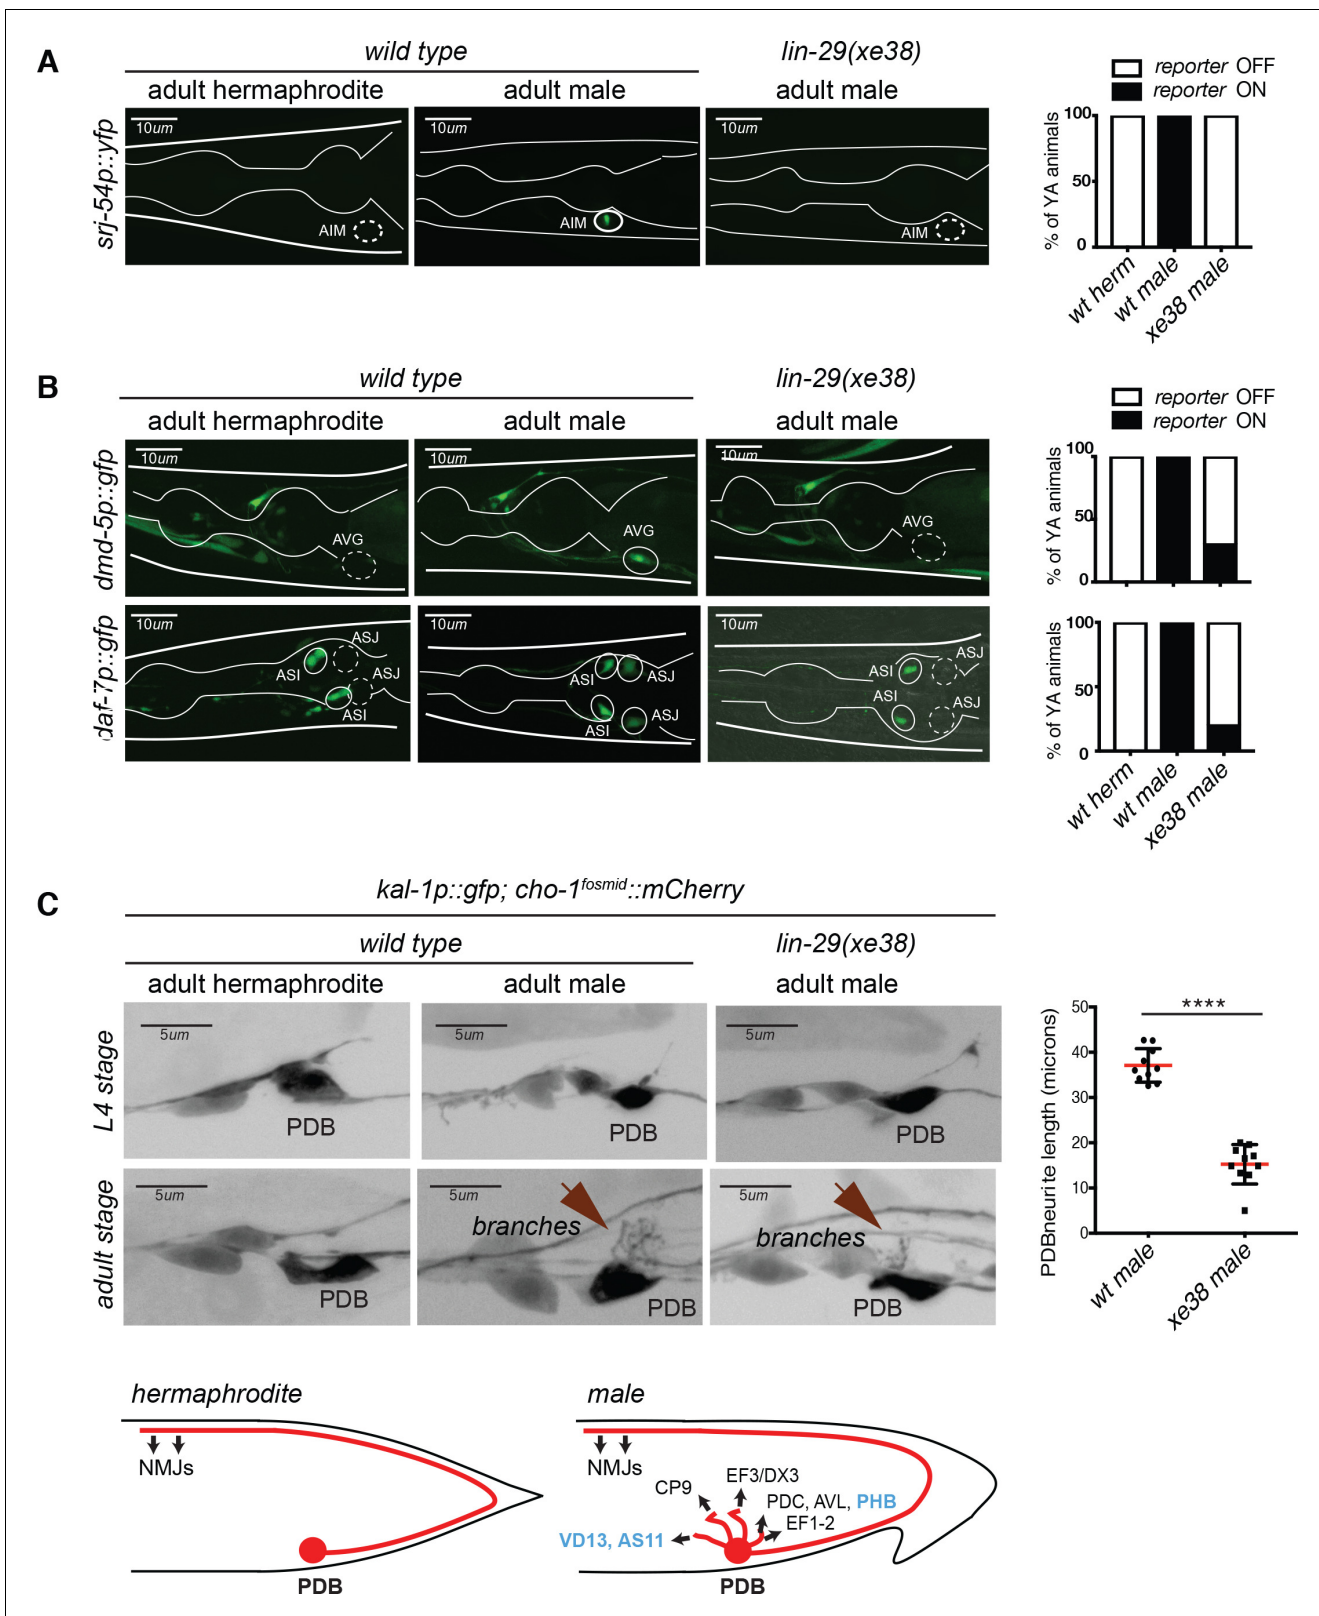 A
wild type
lin-29(xe38)
adult hermaphrodite
adult male
adult male
srj-54p::yfp
10um
AIM
10um
AIM
10um
AIM
reporter OFF
reporter ON
% of YA animals
100
50
0
wt herm
wt male
xe38 male
B
wild type
lin-29(xe38)
adult hermaphrodite
adult male
adult male
dmd-5p::gfp
10um
AVG
10um
AVG
10um
AVG
reporter OFF
reporter ON
% of YA animals
100
50
0
daf-7p::gfp
10um
ASJ
ASI
ASJ
ASI
10um
ASI
ASJ
ASJ
ASI
10um
ASJ
ASI
ASI
ASJ
% of YA animals
100
50
0
wt herm
wt male
xe38 male
C
kal-1p::gfp; cho-1fosmid::mCherry
wild type
lin-29(xe38)
adult hermaphrodite
adult male
adult male
L4 stage
5um
PDB
5um
PDB
5um
PDB
adult stage
5um
PDB
5um
branches
PDB
5um
branches
PDB
PDBneurite length (microns)
50
40
30
20
10
0
****
wt male
xe38 male
hermaphrodite
NMJs
PDB
male
NMJs
CP9
EF3/DX3
PDC, AVL, PHB
EF1-2
VD13, AS11
PDB